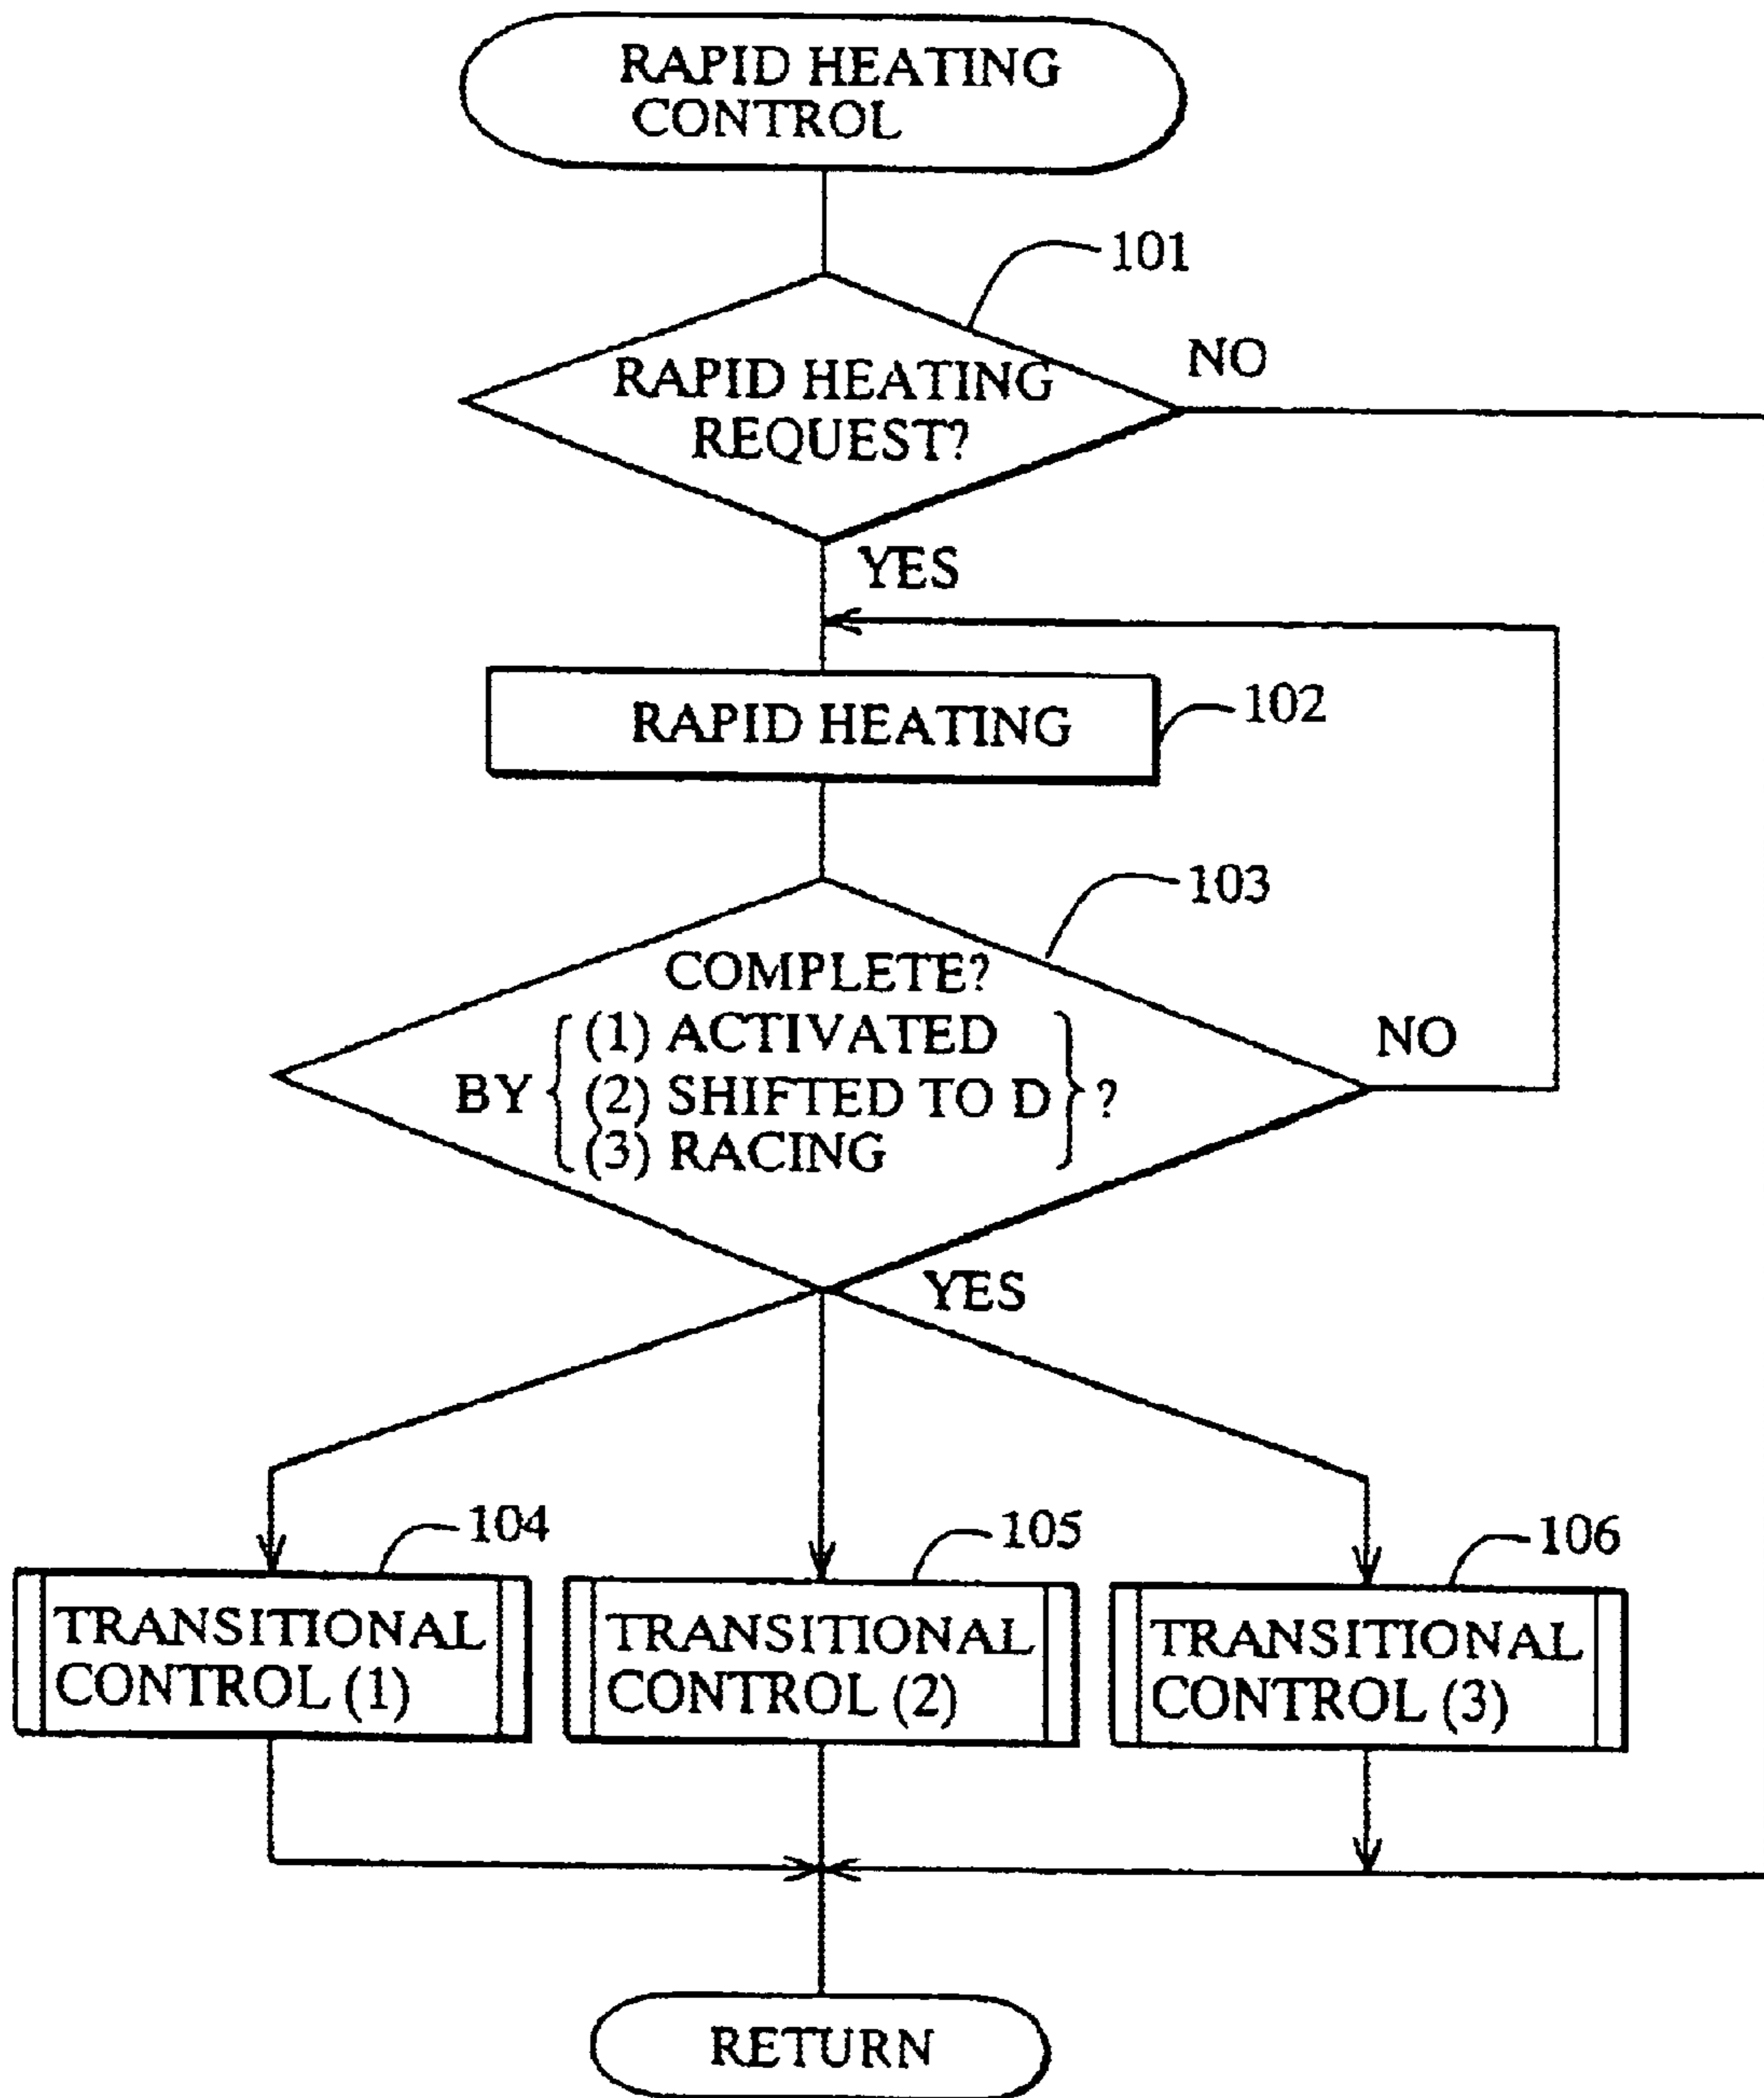 RAPID HEATING
CONTROL
101
RAPID HEATING
REQUEST?
NO
YES
RAPID HEATING
102
103
COMPLETE?
(1) ACTIVATED
BY { (2) SHIFTED TO D } ?
(3) RACING
NO
YES
104
105
106
TRANSITIONAL
CONTROL (1)
TRANSITIONAL
CONTROL (2)
TRANSITIONAL
CONTROL (3)
RETURN